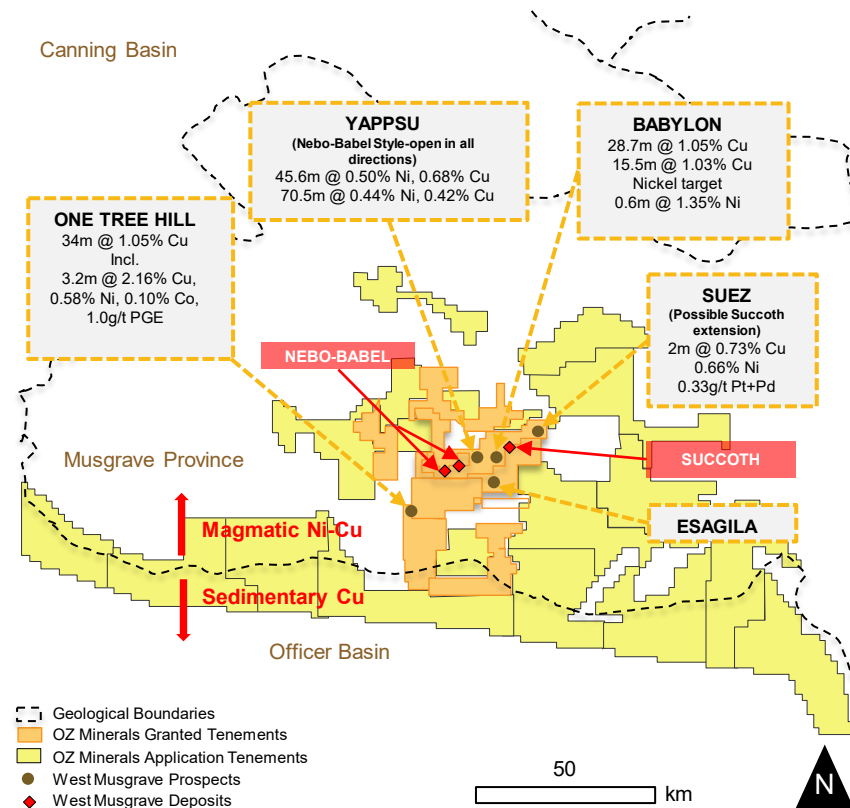 Canning Basin
YAPPSU
(Nebo-Babel Style-open in all
directions)
45.6m @ 0.50% Ni, 0.68% Cu
70.5m @ 0.44% Ni, 0.42% Cu
BABYLON
28.7m @ 1.05% Cu
15.5m @ 1.03% Cu
Nickel target
0.6m @ 1.35% Ni
ONE TREE HILL
34m @ 1.05% Cu
Incl.
3.2m @ 2.16% Cu,
0.58% Ni, 0.10% Co,
1.0g/t PGE
SUEZ
(Possible Succoth
extension)
2m @ 0.73% Cu
0.66% Ni
0.33g/t Pt+Pd
NEBO-BABEL
Musgrave Province
SUCCOTH
ESAGILA
Magmatic Ni-Cu
Sedimentary Cu
Officer Basin
Geological Boundaries
OZ Minerals Granted Tenements
OZ Minerals Application Tenements
West Musgrave Prospects
West Musgrave Deposits
50
km
N